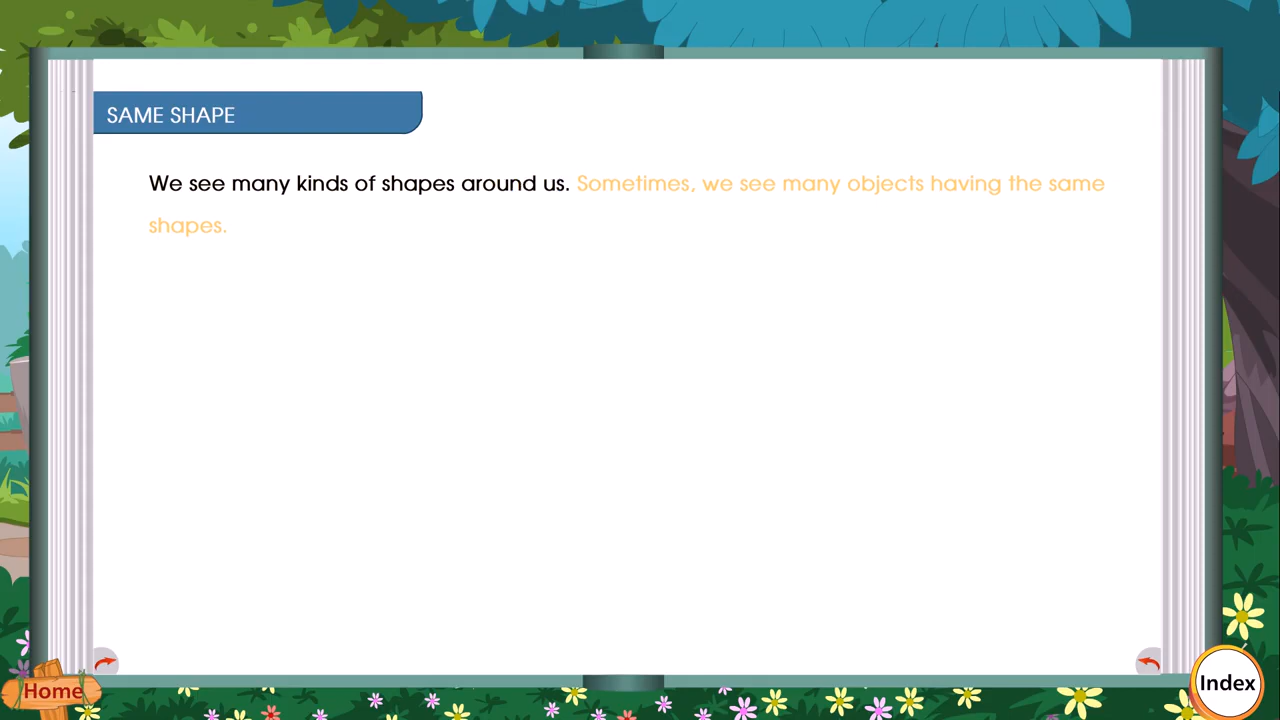 SAME SHAPE
We see many kinds of shapes around us. Sometimes, we see many objects having the same
shapes.
Home
Index